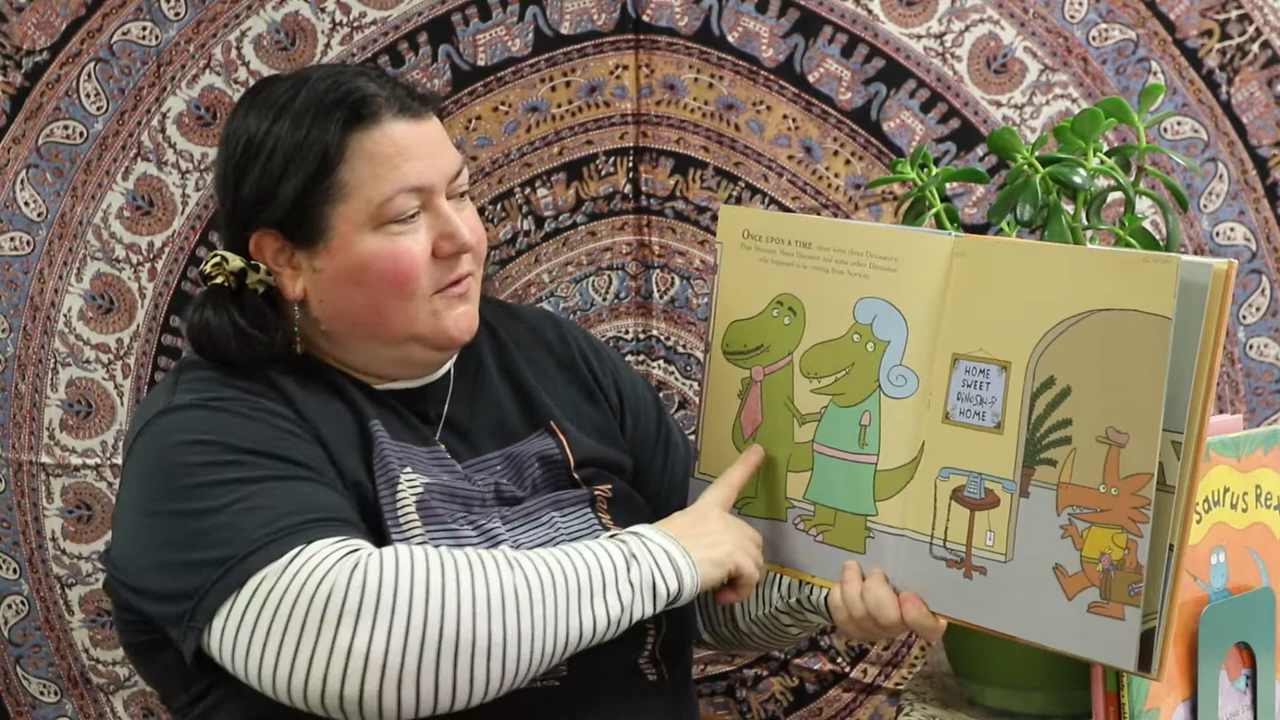 ONCE UPON A TIME there were three Dinosaurs:
Papa Dinosaur, Mama Dinosaur and some other Dinosaur
who happened to be visiting from Norway.
HOME
SWEET
DINOSAUR
HOME
saurus Re